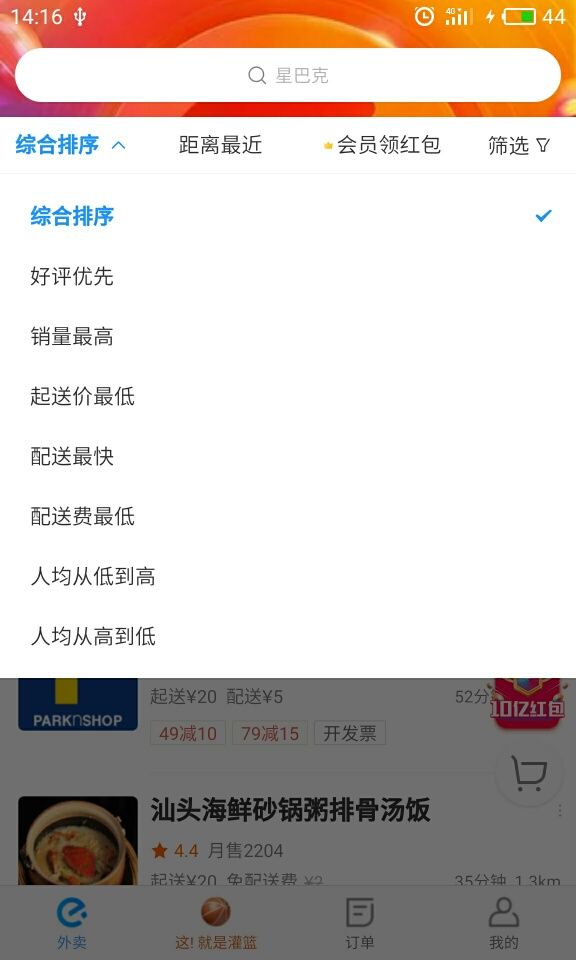 14:16 4G 44
星巴克
综合排序 距离最近 会员领红包 筛选
综合排序
好评优先
销量最高
起送价最低
配送最快
配送费最低
人均从低到高
人均从高到低
起送¥20 配送¥5 52分
PARKNSHOP
10亿红包
49减10 79减15 开发票
汕头海鲜砂锅粥排骨汤饭
4.4 月售2204
起送¥20 免配送费 ¥2 35分钟 1.3km
外卖 这! 就是灌篮 订单 我的